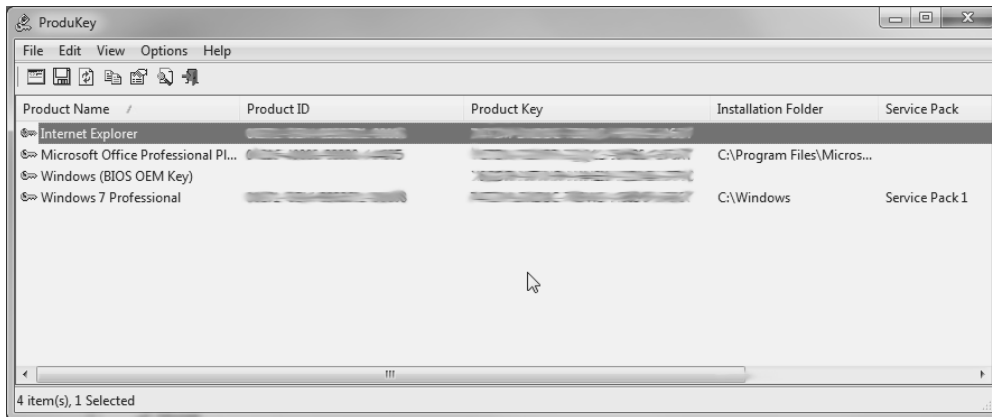 ProduKey
File Edit View Options Help
Product Name Product ID Product Key Installation Folder Service Pack
Internet Explorer
Microsoft Office Professional Pl... C:\Program Files\Micros...
Windows (BIOS OEM Key)
Windows 7 Professional C:\Windows Service Pack 1
4 item(s), 1 Selected